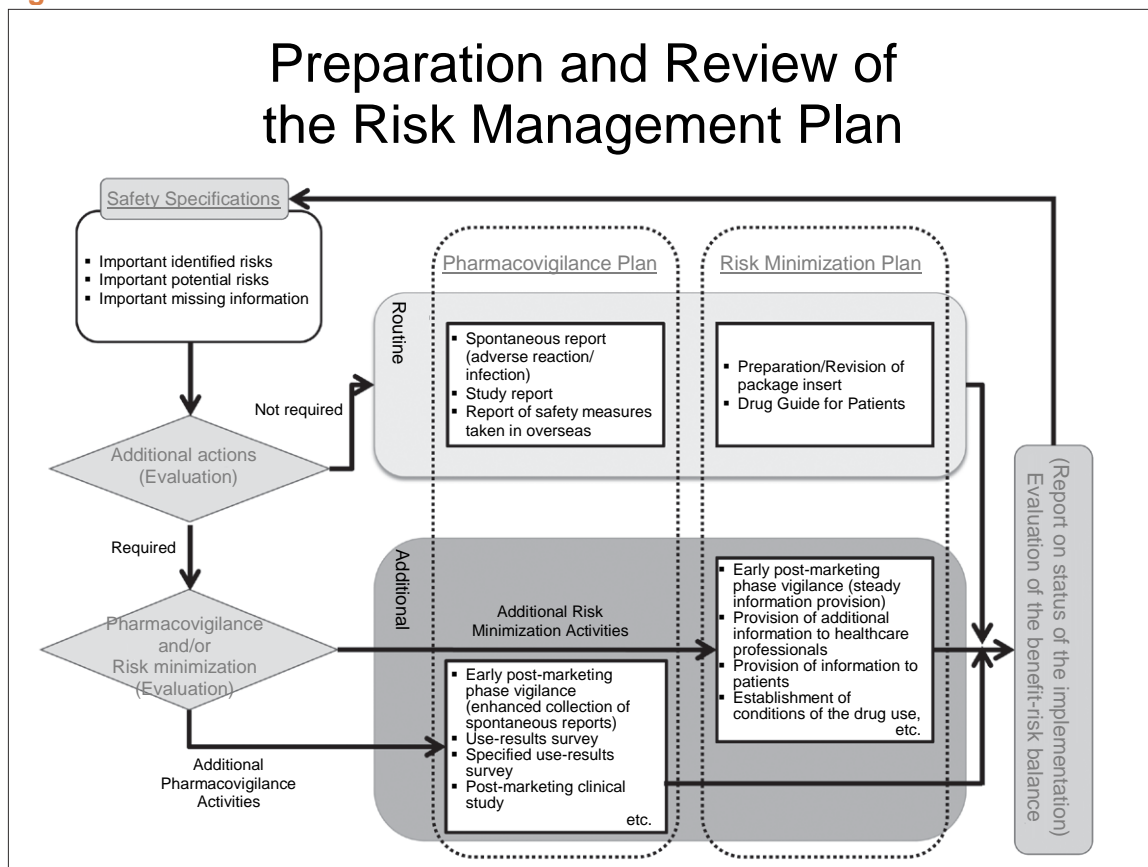 Preparation and Review of
the Risk Management Plan
Safety Specifications
▪ Important identified risks
▪ Important potential risks
▪ Important missing information
Pharmacovigilance Plan
Risk Minimization Plan
Routine
▪ Spontaneous report
(adverse reaction/
infection)
▪ Study report
▪ Report of safety measures
taken in overseas
▪ Preparation/Revision of
package insert
▪ Drug Guide for Patients
Not required
Additional actions
(Evaluation)
Required
Pharmacovigilance
and/or
Risk minimization
(Evaluation)
Additional
Additional Risk
Minimization Activities
▪ Early post-marketing
phase vigilance (steady
information provision)
▪ Provision of additional
information to healthcare
professionals
▪ Provision of information to
patients
▪ Establishment of
conditions of the drug use,
etc.
▪ Early post-marketing
phase vigilance
(enhanced collection of
spontaneous reports)
▪ Use-results survey
▪ Specified use-results
survey
▪ Post-marketing clinical
study
etc.
Additional
Pharmacovigilance
Activities
(Report on status of the implementation)
Evaluation of the benefit-risk balance